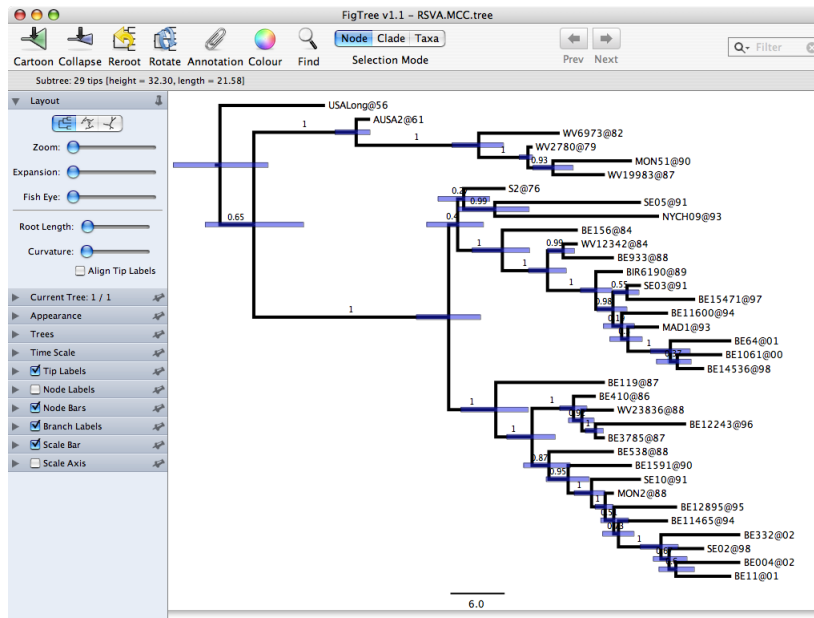 FigTree v1.1 – RSVA.MCC.tree
Cartoon Collapse Reroot Rotate Annotation Colour Find
Node Clade Taxa
Selection Mode
Prev Next
Filter
Subtree: 29 tips [height = 32.30, length = 21.58]
Layout
Zoom:
Expansion:
Fish Eye:
Root Length:
Curvature:
Align Tip Labels
Current Tree: 1 / 1
Appearance
Trees
Time Scale
Tip Labels
Node Labels
Node Bars
Branch Labels
Scale Bar
Scale Axis
USALong@56
1 AUSA2@61
1 WV6973@82
1 WV2780@79
0.93 MON51@90
WV19983@87
0.65
S2@76
0.99 SE05@91
NYCH09@93
BE156@84
1 0.99 WV12342@84
BE933@88
1 BIR6190@89
1 0.55 SE03@91
0.98 BE15471@97
BE11600@94
MAD1@93
1 BE64@01
BE1061@00
BE14536@98
1
BE119@87
1 1 BE410@86
WV23836@88
1 BE12243@96
1 BE3785@87
0.87 BE538@88
0.95 BE1591@90
1 SE10@91
1 MON2@88
BE12895@95
BE11465@94
1 BE332@02
SE02@98
BE004@02
BE11@01
6.0